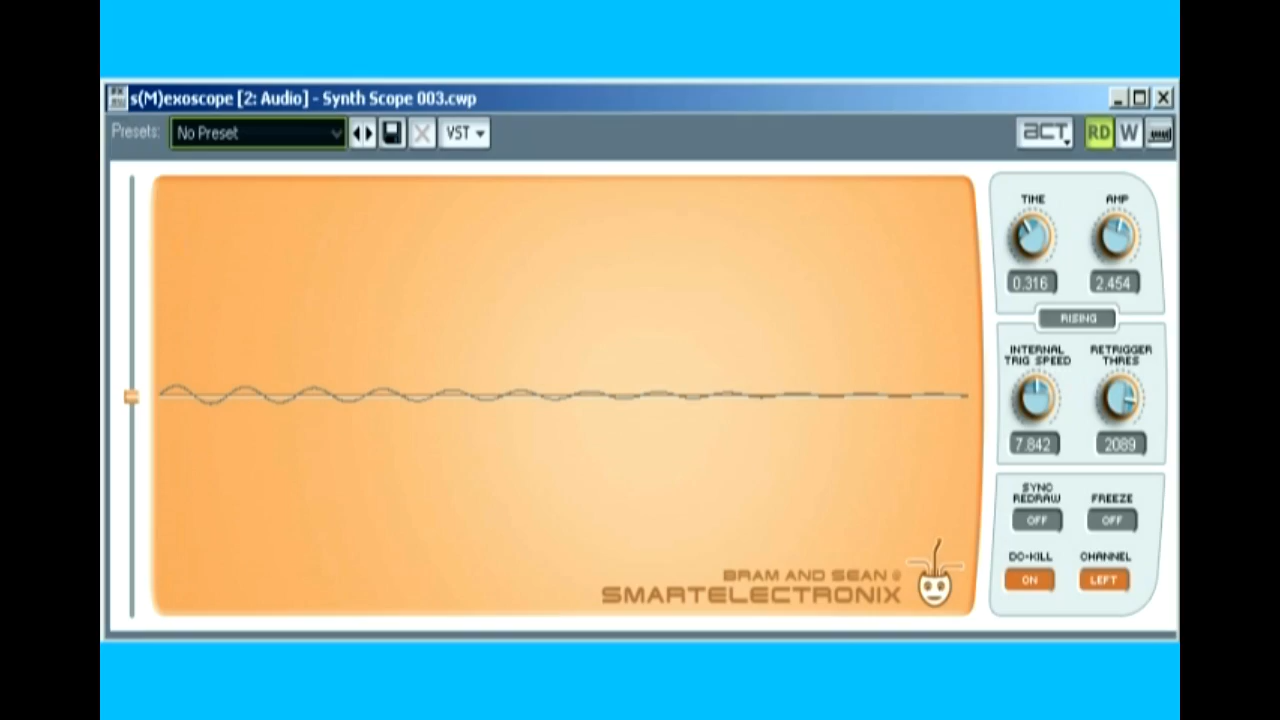 s(M)exoscope [2: Audio] - Synth Scope 003.cwp
Presets: No Preset VST ACT RD W
TIME AMP
0.316 2.454
RISING
INTERNAL TRIG SPEED RETRIGGER THRES
7.842 2089
SYNC REDRAW FREEZE
OFF OFF
DC-KILL CHANNEL
ON LEFT
BRAM AND SEAN @
SMARTELECTRONIX